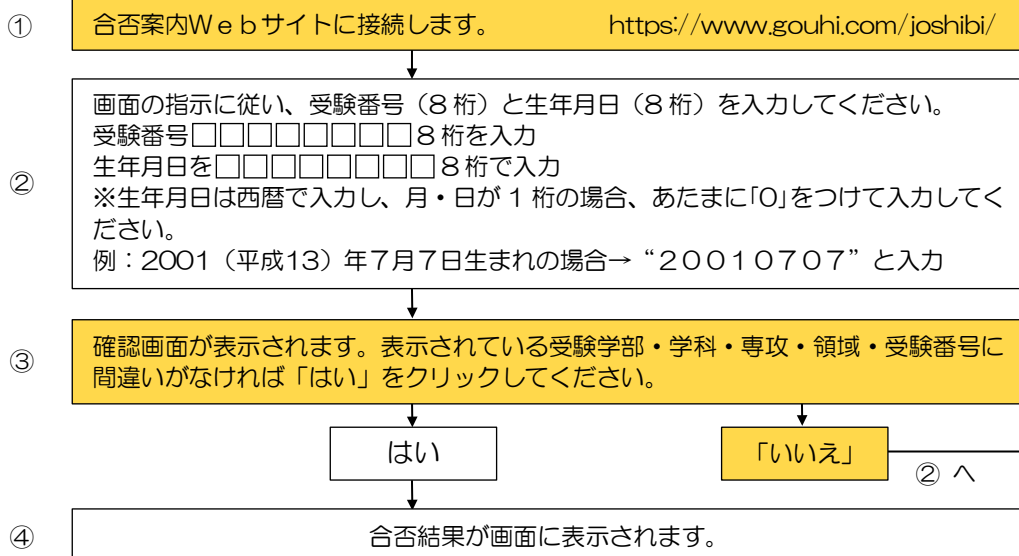 ①
合否案内Ｗｅｂサイトに接続します。 https://www.gouhi.com/joshibi/
②
画面の指示に従い、受験番号（８桁）と生年月日（８桁）を入力してください。
受験番号□□□□□□□□８桁を入力
生年月日を□□□□□□□□８桁で入力
※生年月日は西暦で入力し、月・日が１桁の場合、あたまに「0」をつけて入力してく
ださい。
例：2001（平成13）年７月７日生まれの場合→“２００１０７０７”と入力
③
確認画面が表示されます。表示されている受験学部・学科・専攻・領域・受験番号に
間違いがなければ「はい」をクリックしてください。
はい
「いいえ」
② へ
④
合否結果が画面に表示されます。